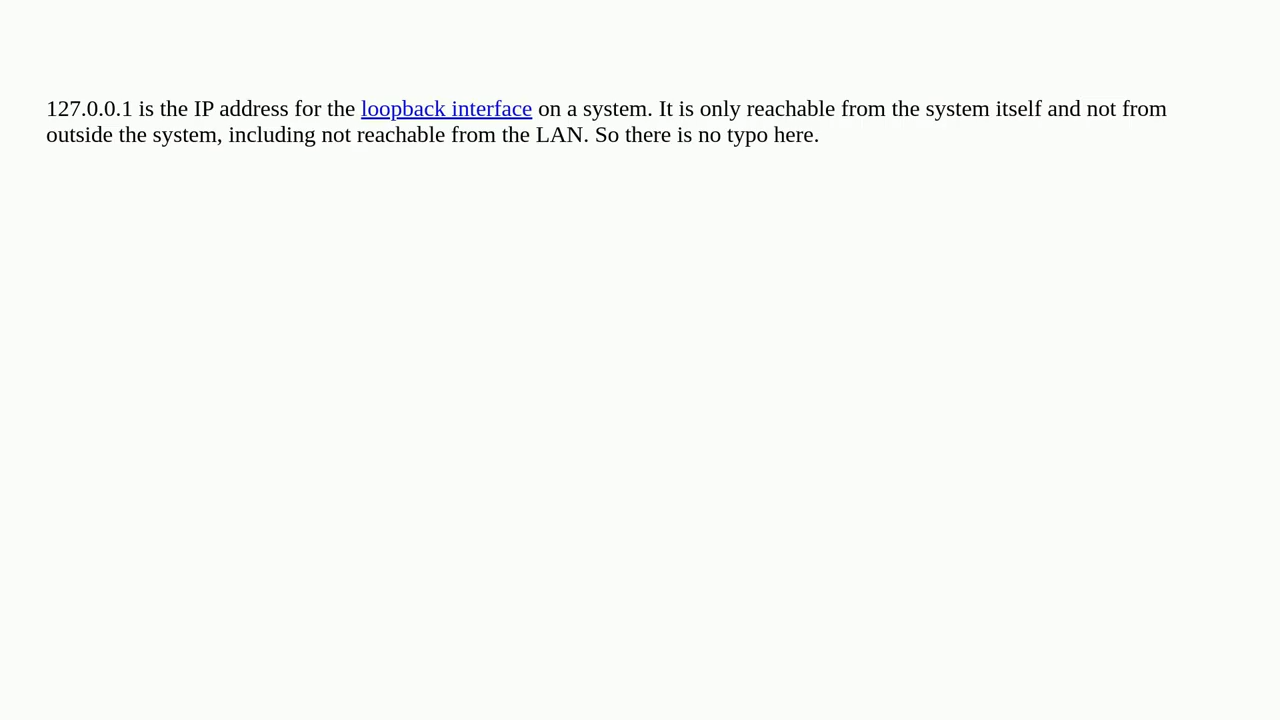 127.0.0.1 is the IP address for the loopback interface on a system. It is only reachable from the system itself and not from
outside the system, including not reachable from the LAN. So there is no typo here.